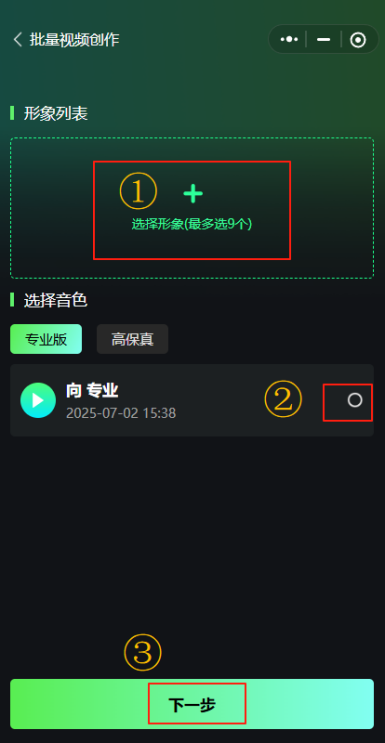 批量视频创作
形象列表
①
选择形象(最多选9个)
选择音色
专业版 高保真
向 专业
2025-07-02 15:38
②
③
下一步